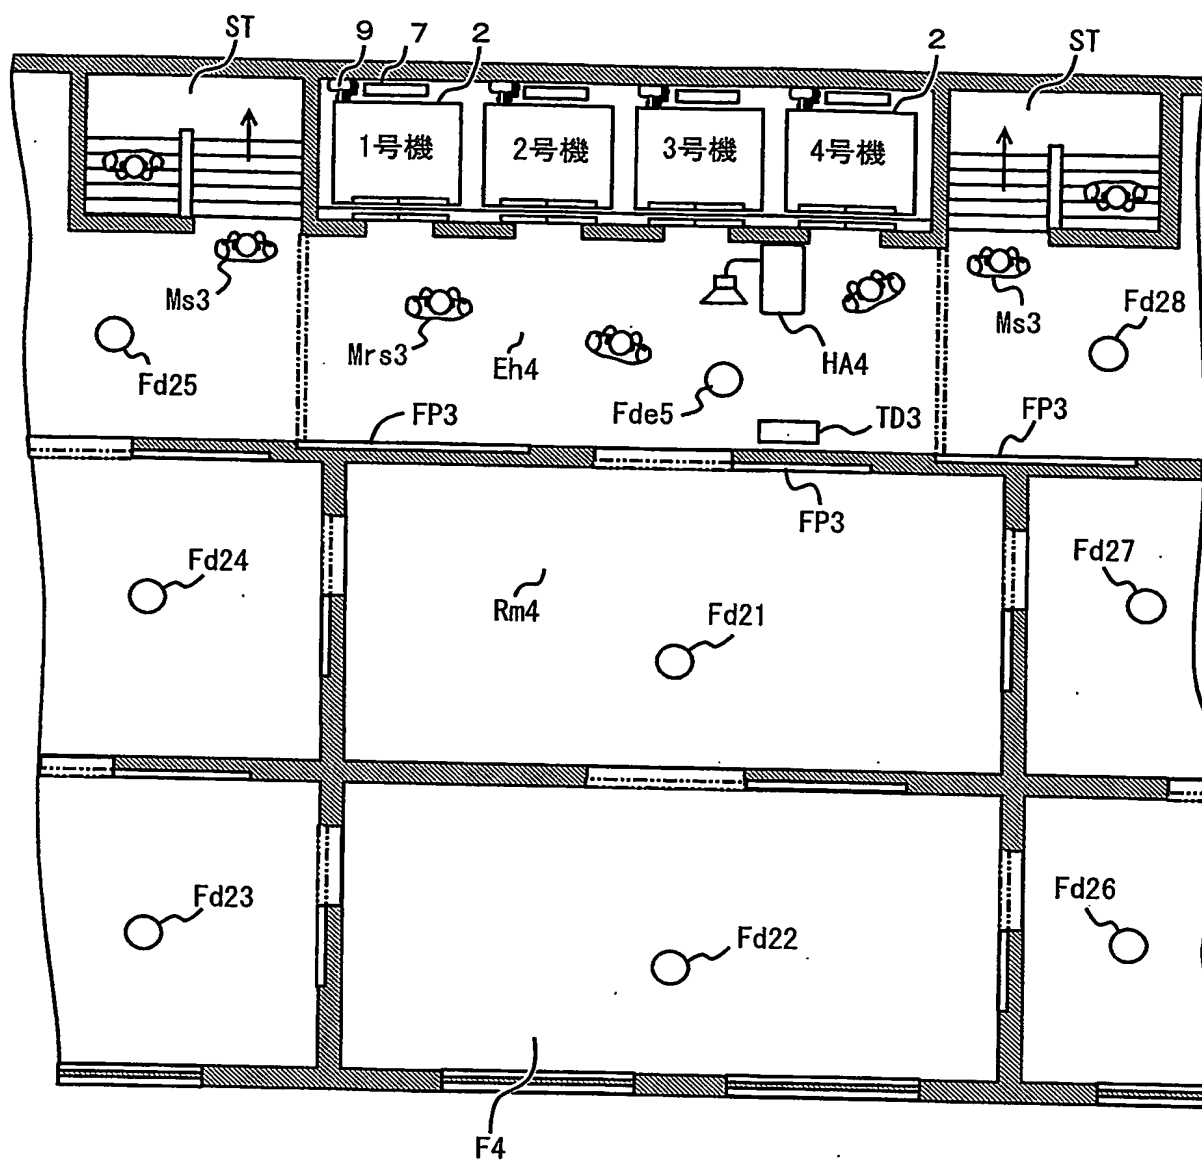 ST
9
7
2
2
ST
1号機
2号機
3号機
4号機
Ms3
Mrs3
Eh4
HA4
Ms3
Fd28
Fd25
Fde5
FP3
TD3
FP3
FP3
Fd24
Rm4
Fd21
Fd27
Fd23
Fd22
Fd26
F4